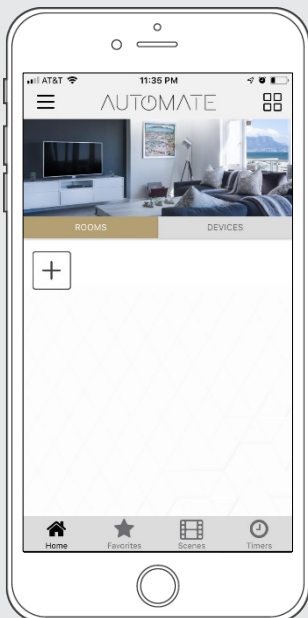 AT&T 11:35 PM
AUTOMATE
ROOMS DEVICES
Home Favorites Scenes Timers